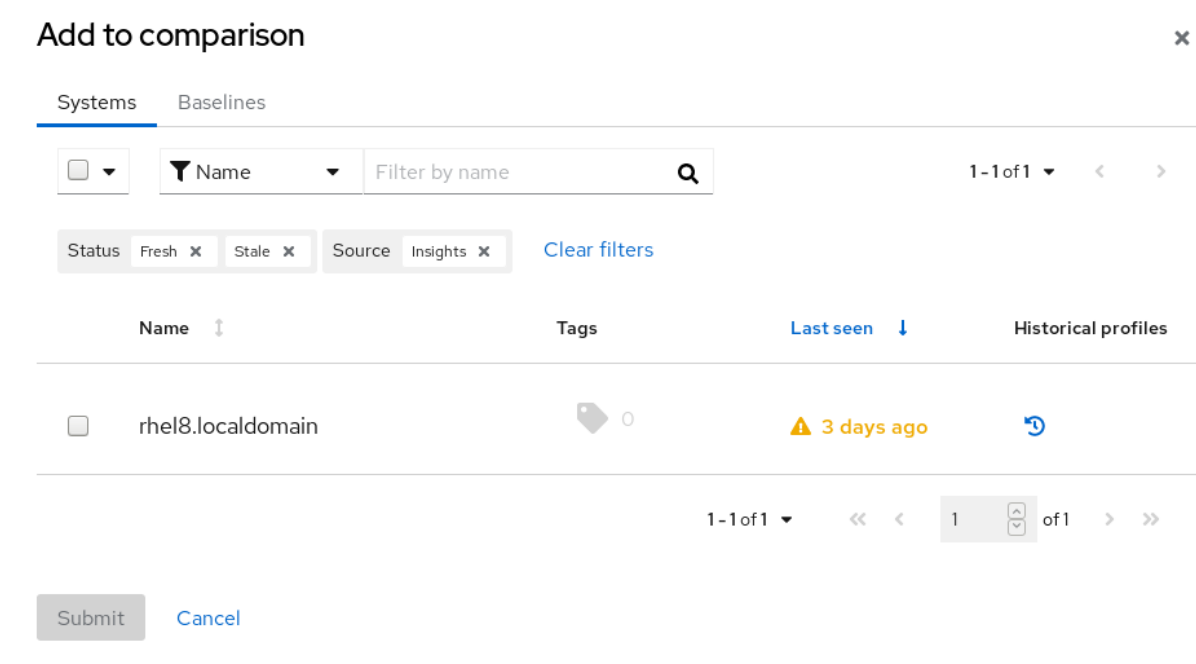 Add to comparison
Systems Baselines
Name Filter by name 1 - 1 of 1
Status Fresh Stale Source Insights Clear filters
Name Tags Last seen Historical profiles
rhel8.localdomain 0 3 days ago
1 - 1 of 1 1 of 1
Submit Cancel